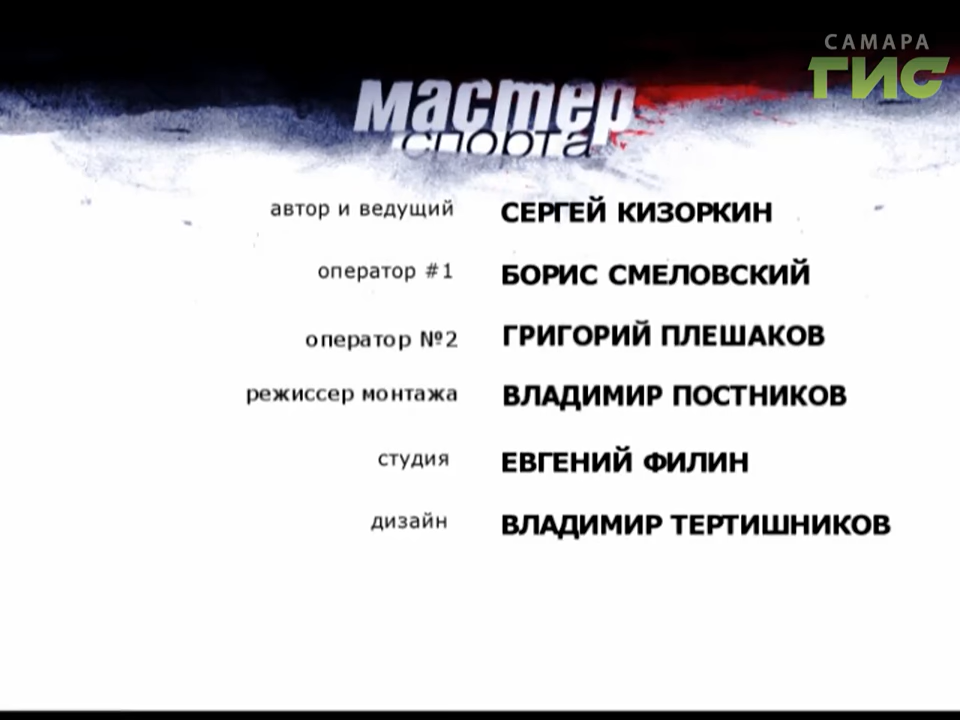 САМАРА
ГИС
мастер
спорта
автор и ведущий СЕРГЕЙ КИЗОРКИН
оператор #1 БОРИС СМЕЛОВСКИЙ
оператор №2 ГРИГОРИЙ ПЛЕШАКОВ
режиссер монтажа ВЛАДИМИР ПОСТНИКОВ
студия ЕВГЕНИЙ ФИЛИН
дизайн ВЛАДИМИР ТЕРТИШНИКОВ